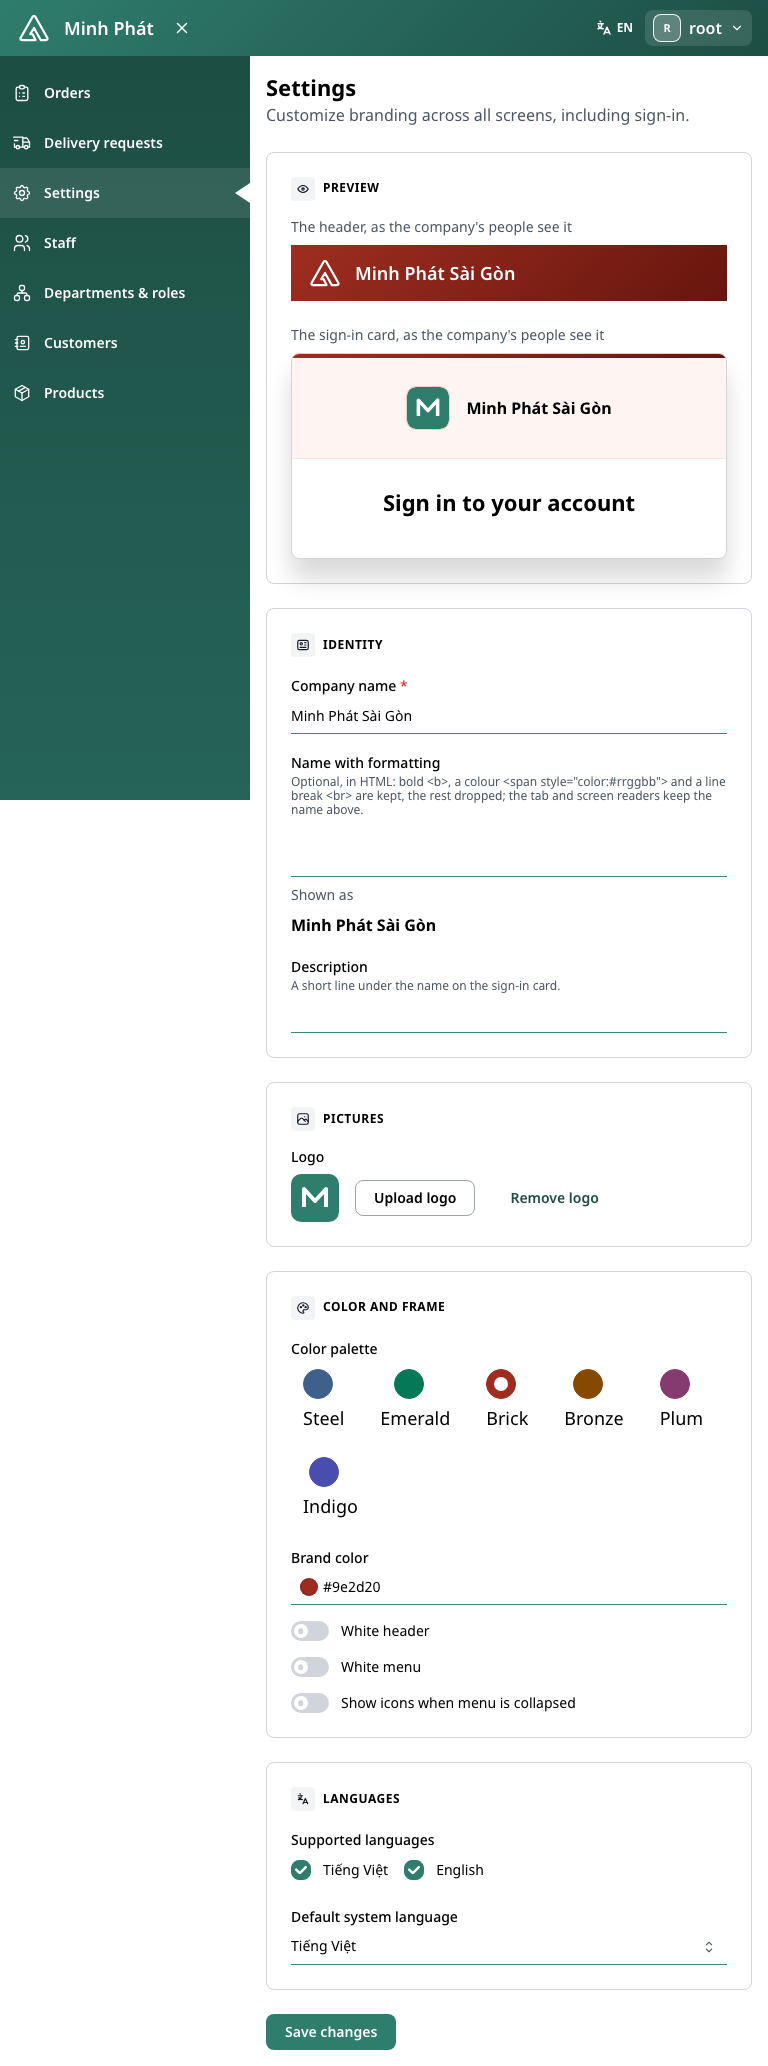 Minh Phát
EN
R
root
Orders
Delivery requests
Settings
Staff
Departments & roles
Customers
Products
Settings
Customize branding across all screens, including sign-in.
PREVIEW
The header, as the company's people see it
Minh Phát Sài Gòn
The sign-in card, as the company's people see it
Minh Phát Sài Gòn
Sign in to your account
IDENTITY
Company name *
Minh Phát Sài Gòn
Name with formatting
Optional, in HTML: bold <b>, a colour <span style="color:#rrggbb"> and a line
break <br> are kept, the rest dropped; the tab and screen readers keep the
name above.
Shown as
Minh Phát Sài Gòn
Description
A short line under the name on the sign-in card.
PICTURES
Logo
Upload logo
Remove logo
COLOR AND FRAME
Color palette
Steel
Emerald
Brick
Bronze
Plum
Indigo
Brand color
#9e2d20
White header
White menu
Show icons when menu is collapsed
LANGUAGES
Supported languages
Tiếng Việt
English
Default system language
Tiếng Việt
Save changes